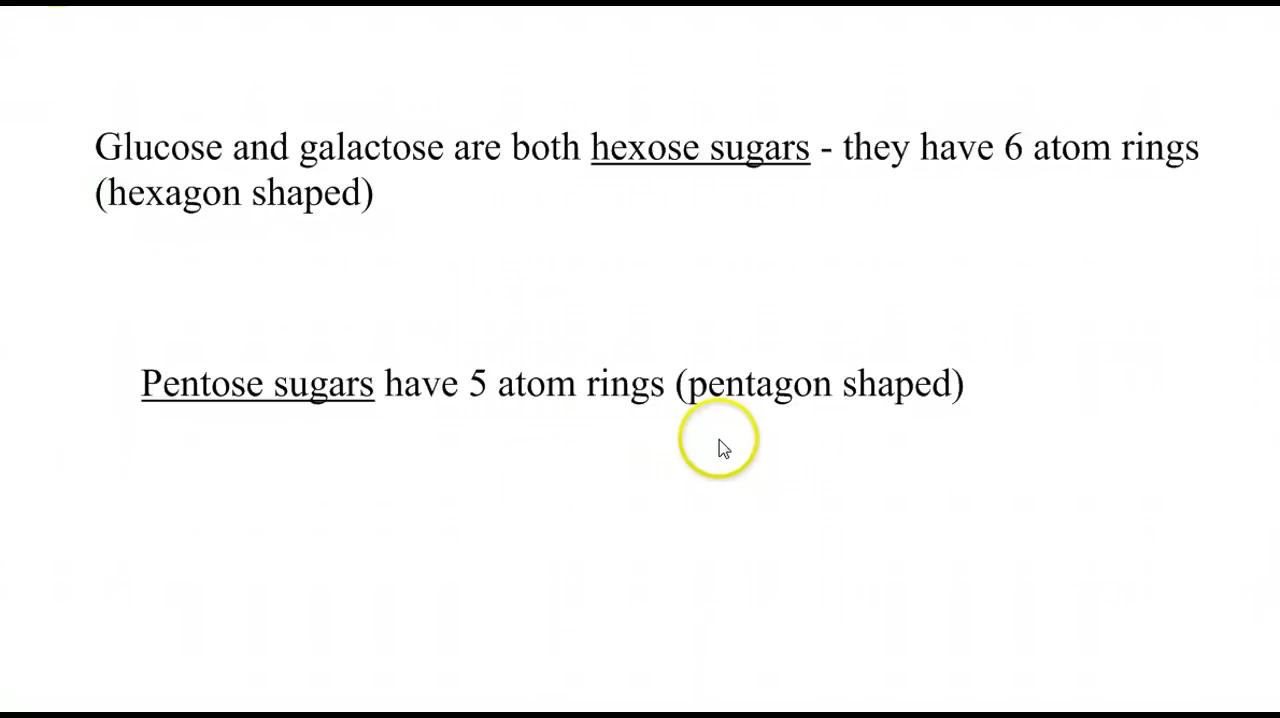 Glucose and galactose are both hexose sugars - they have 6 atom rings
(hexagon shaped)
Pentose sugars have 5 atom rings (pentagon shaped)